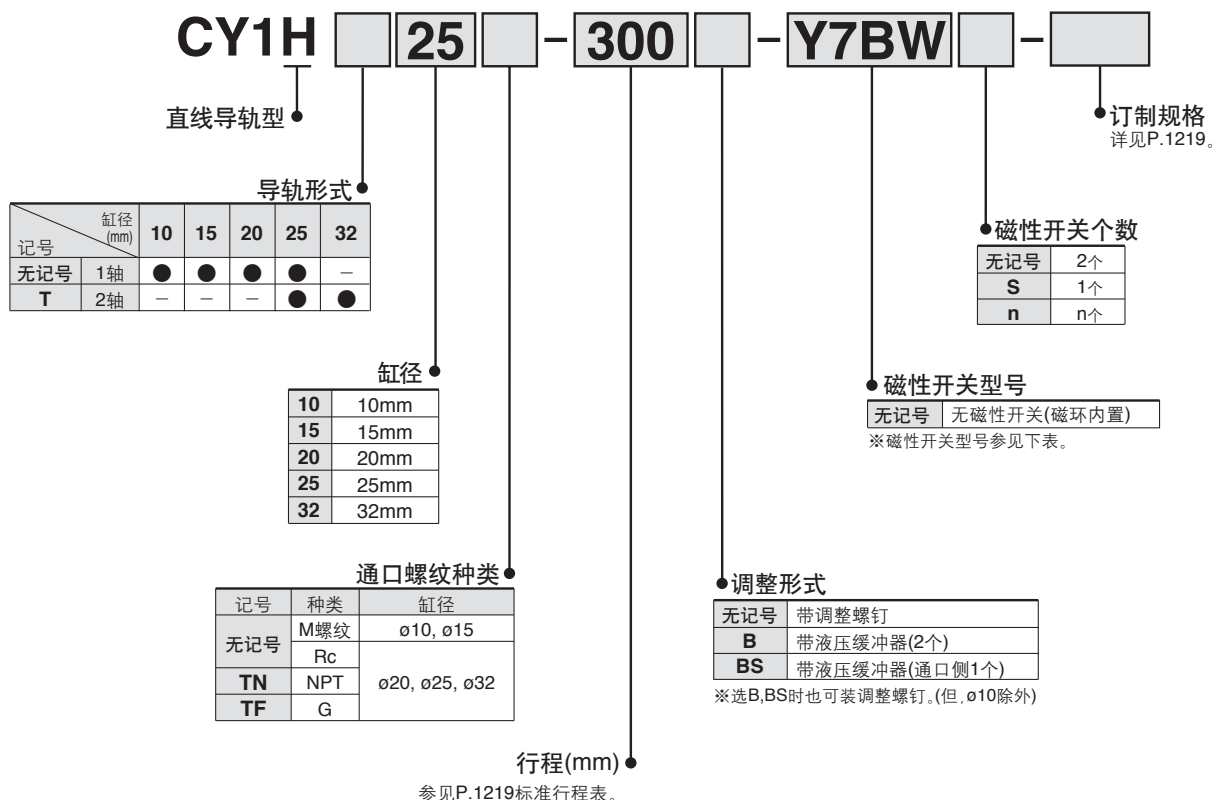 CY1H 25 - 300 - Y7BW -
直线导轨型
订制规格
详见P.1219。
导轨形式
记号 缸径(mm) 10 15 20 25 32
无记号 1轴 ● ● ● ● －
T 2轴 － － － ● ●
磁性开关个数
无记号 2个
S 1个
n n个
缸径
10 10mm
15 15mm
20 20mm
25 25mm
32 32mm
磁性开关型号
无记号 无磁性开关(磁环内置)
※磁性开关型号参见下表。
通口螺纹种类
记号 种类 缸径
无记号 M螺纹 ø10, ø15
Rc
TN NPT ø20, ø25, ø32
TF G
调整形式
无记号 带调整螺钉
B 带液压缓冲器(2个)
BS 带液压缓冲器(通口侧1个)
※选B,BS时也可装调整螺钉。(但,ø10除外)
行程(mm)
参见P.1219标准行程表。